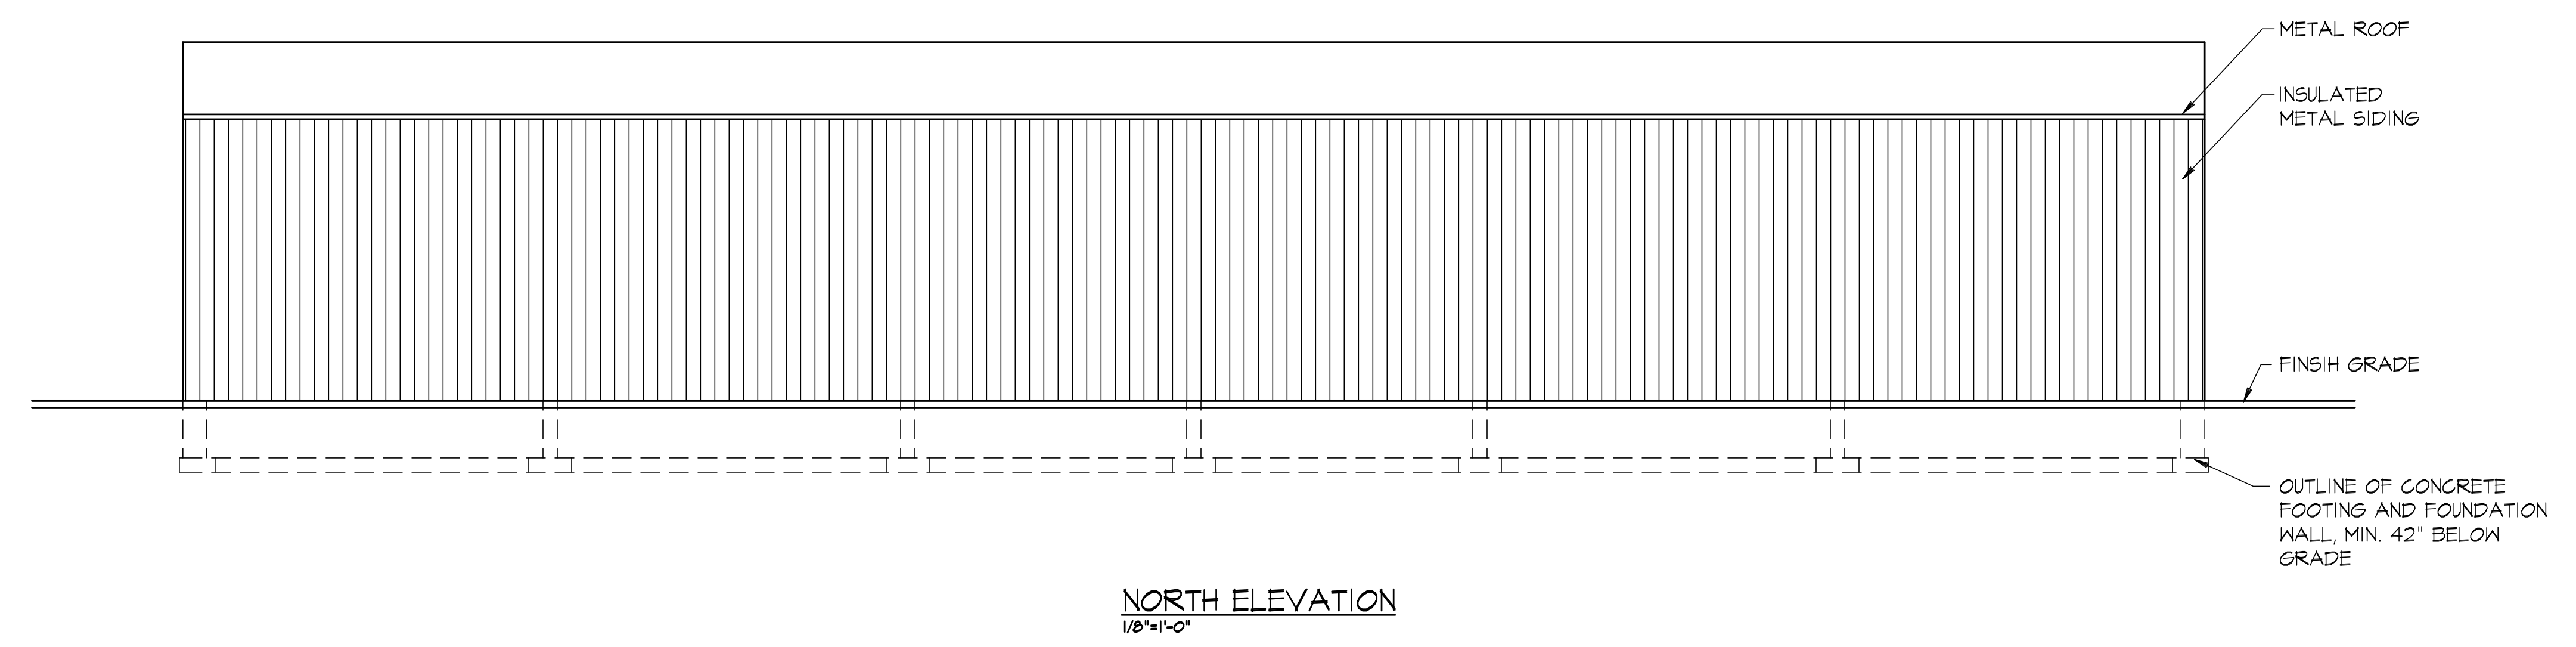 METAL ROOF
INSULATED
METAL SIDING
FINSIH GRADE
OUTLINE OF CONCRETE
FOOTING AND FOUNDATION
WALL, MIN. 42" BELOW
GRADE
NORTH ELEVATION
1/8"=1'-0"